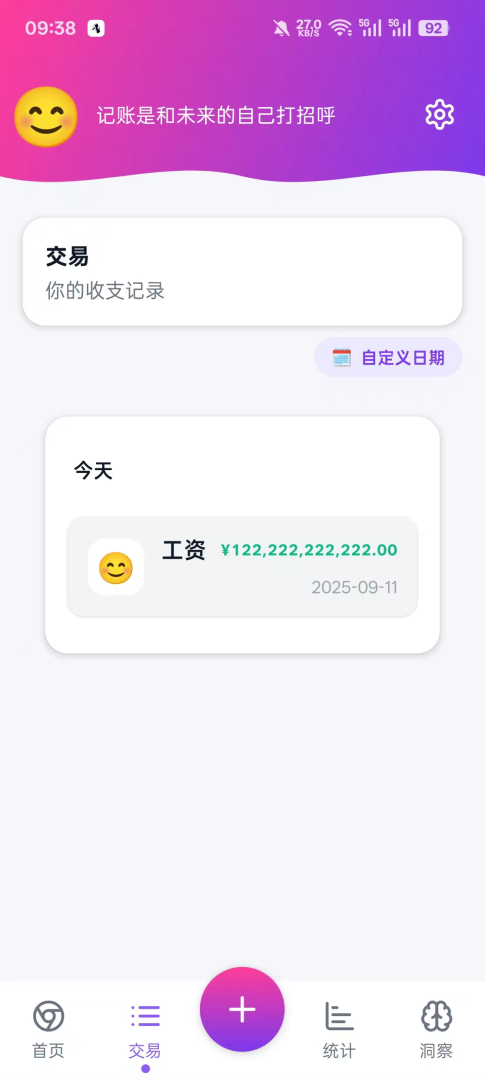 09:38
27.0
KB/S
5G
5G
92
记账是和未来的自己打招呼
交易
你的收支记录
自定义日期
今天
工资
¥122,222,222,222.00
2025-09-11
首页
交易
统计
洞察